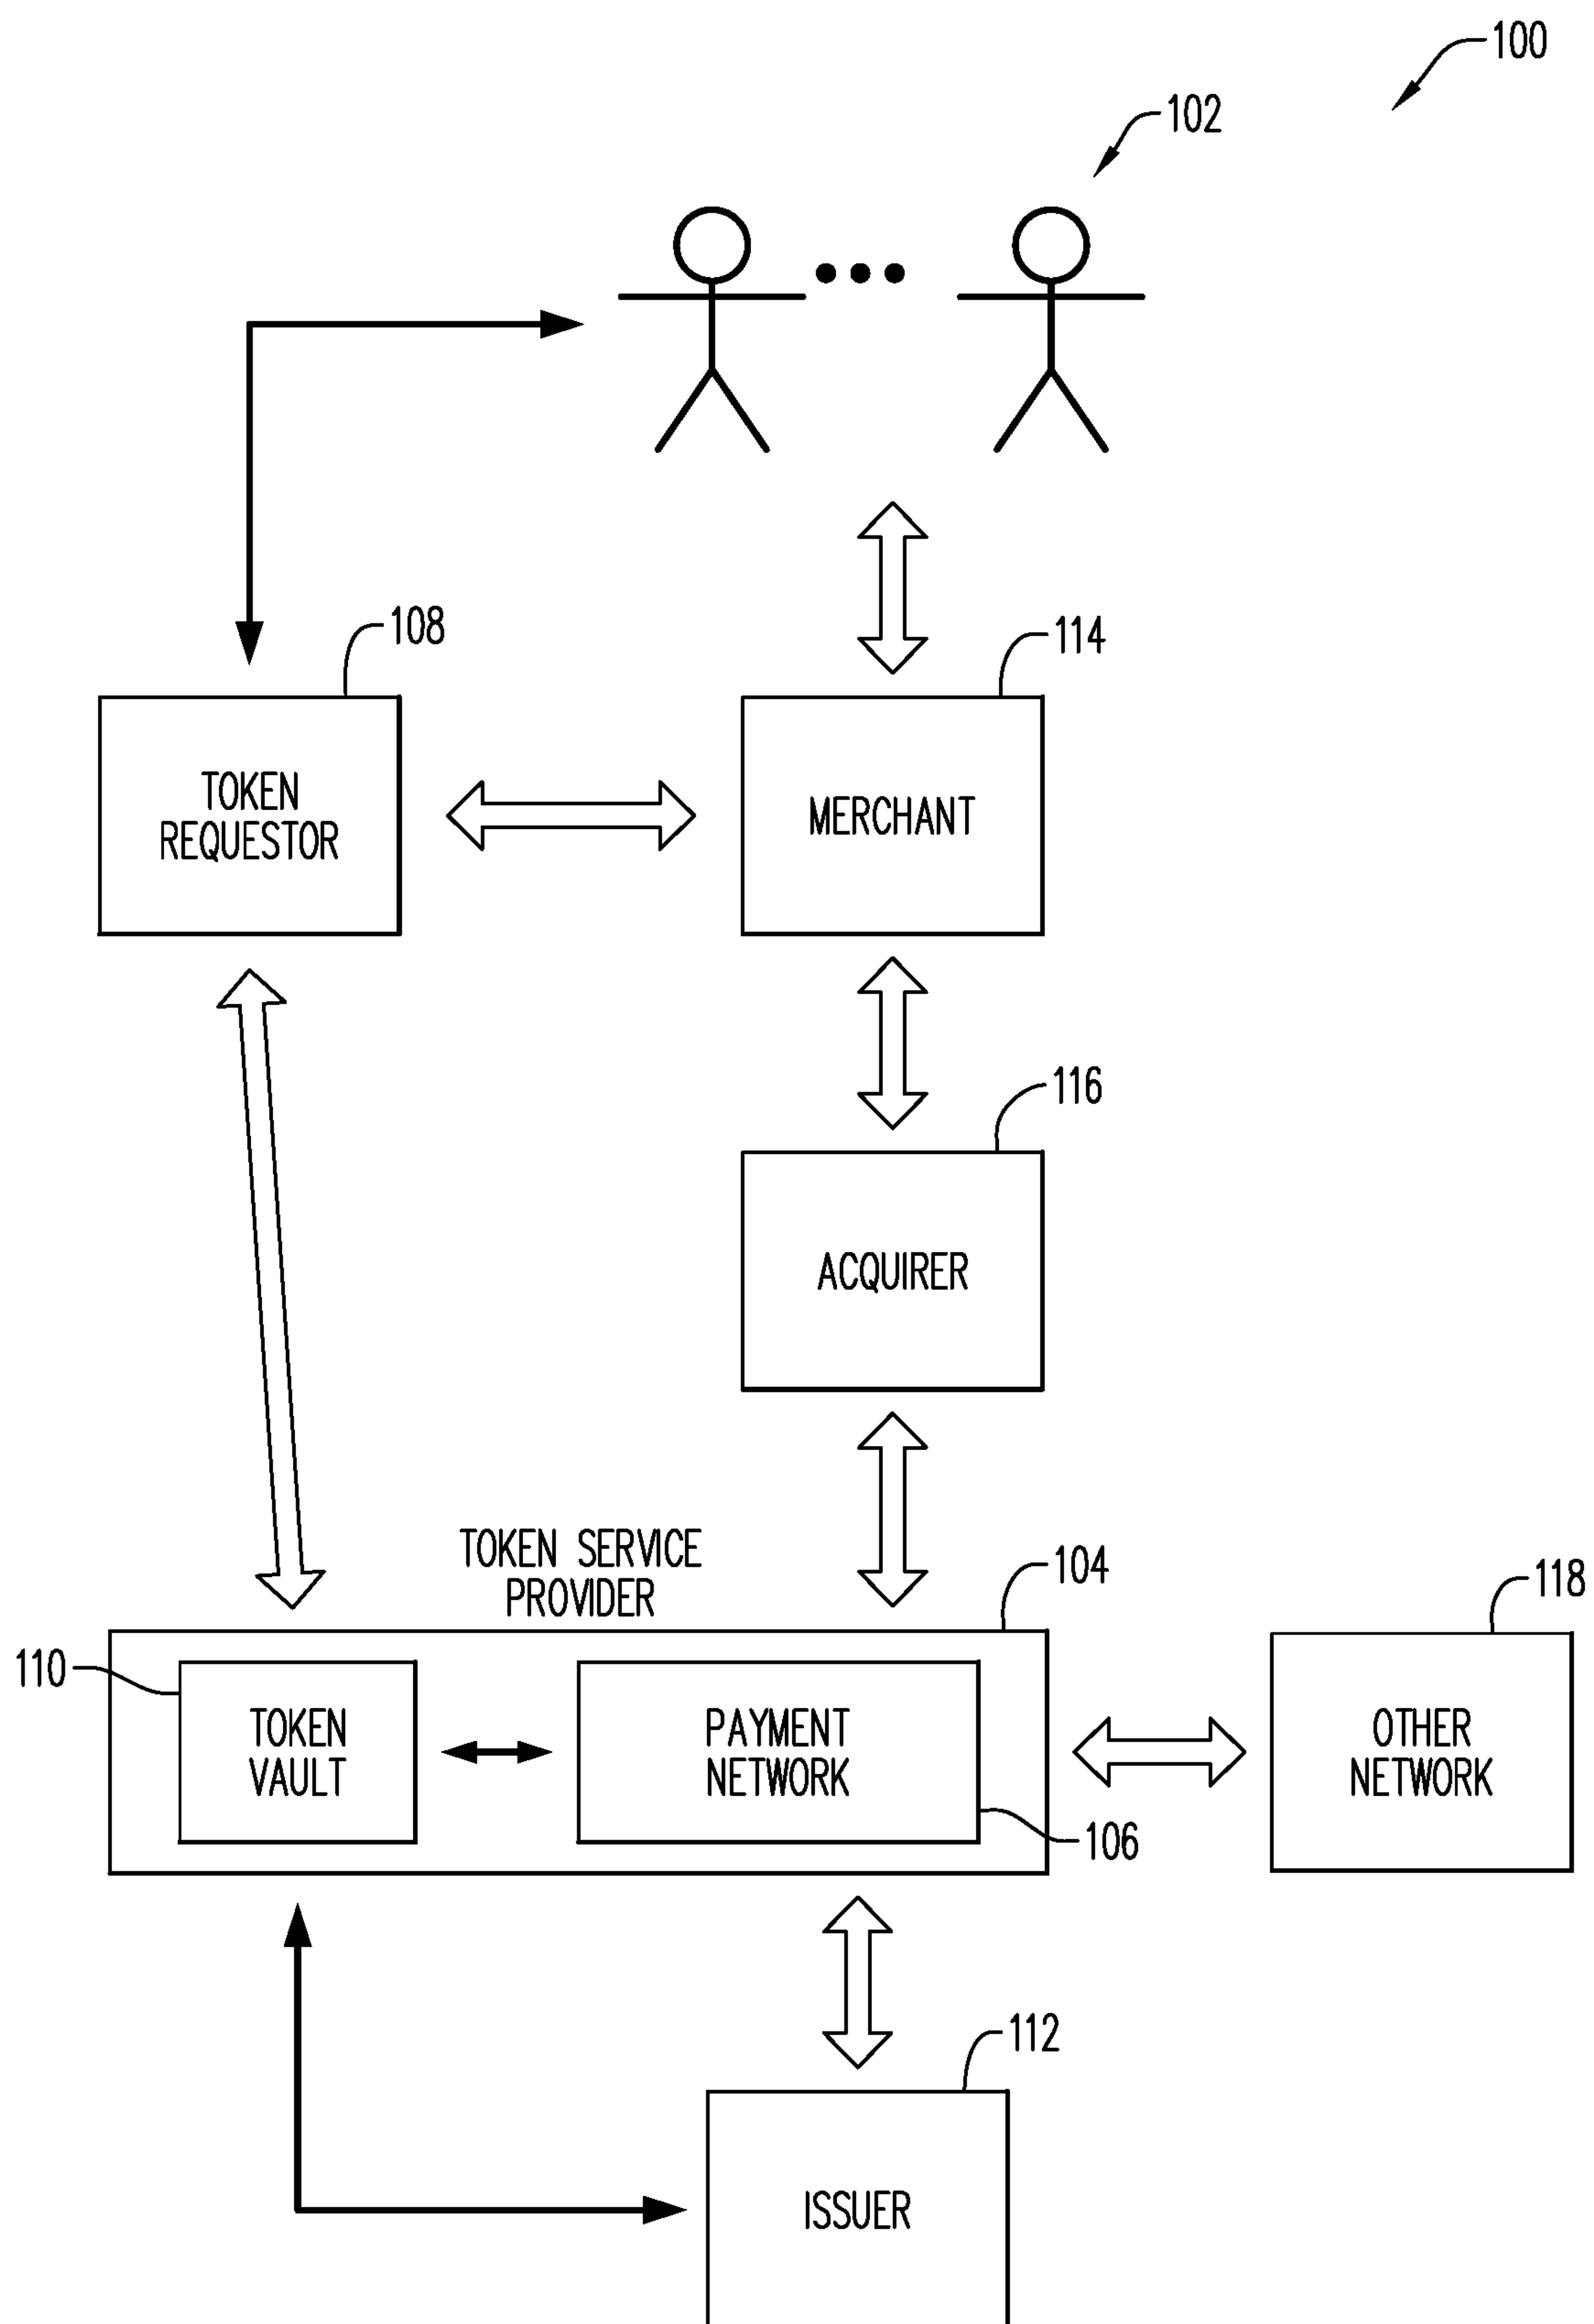 100
102
108
114
TOKEN
REQUESTOR
MERCHANT
116
ACQUIRER
TOKEN SERVICE
PROVIDER
104
118
110
TOKEN
VAULT
PAYMENT
NETWORK
OTHER
NETWORK
106
112
ISSUER